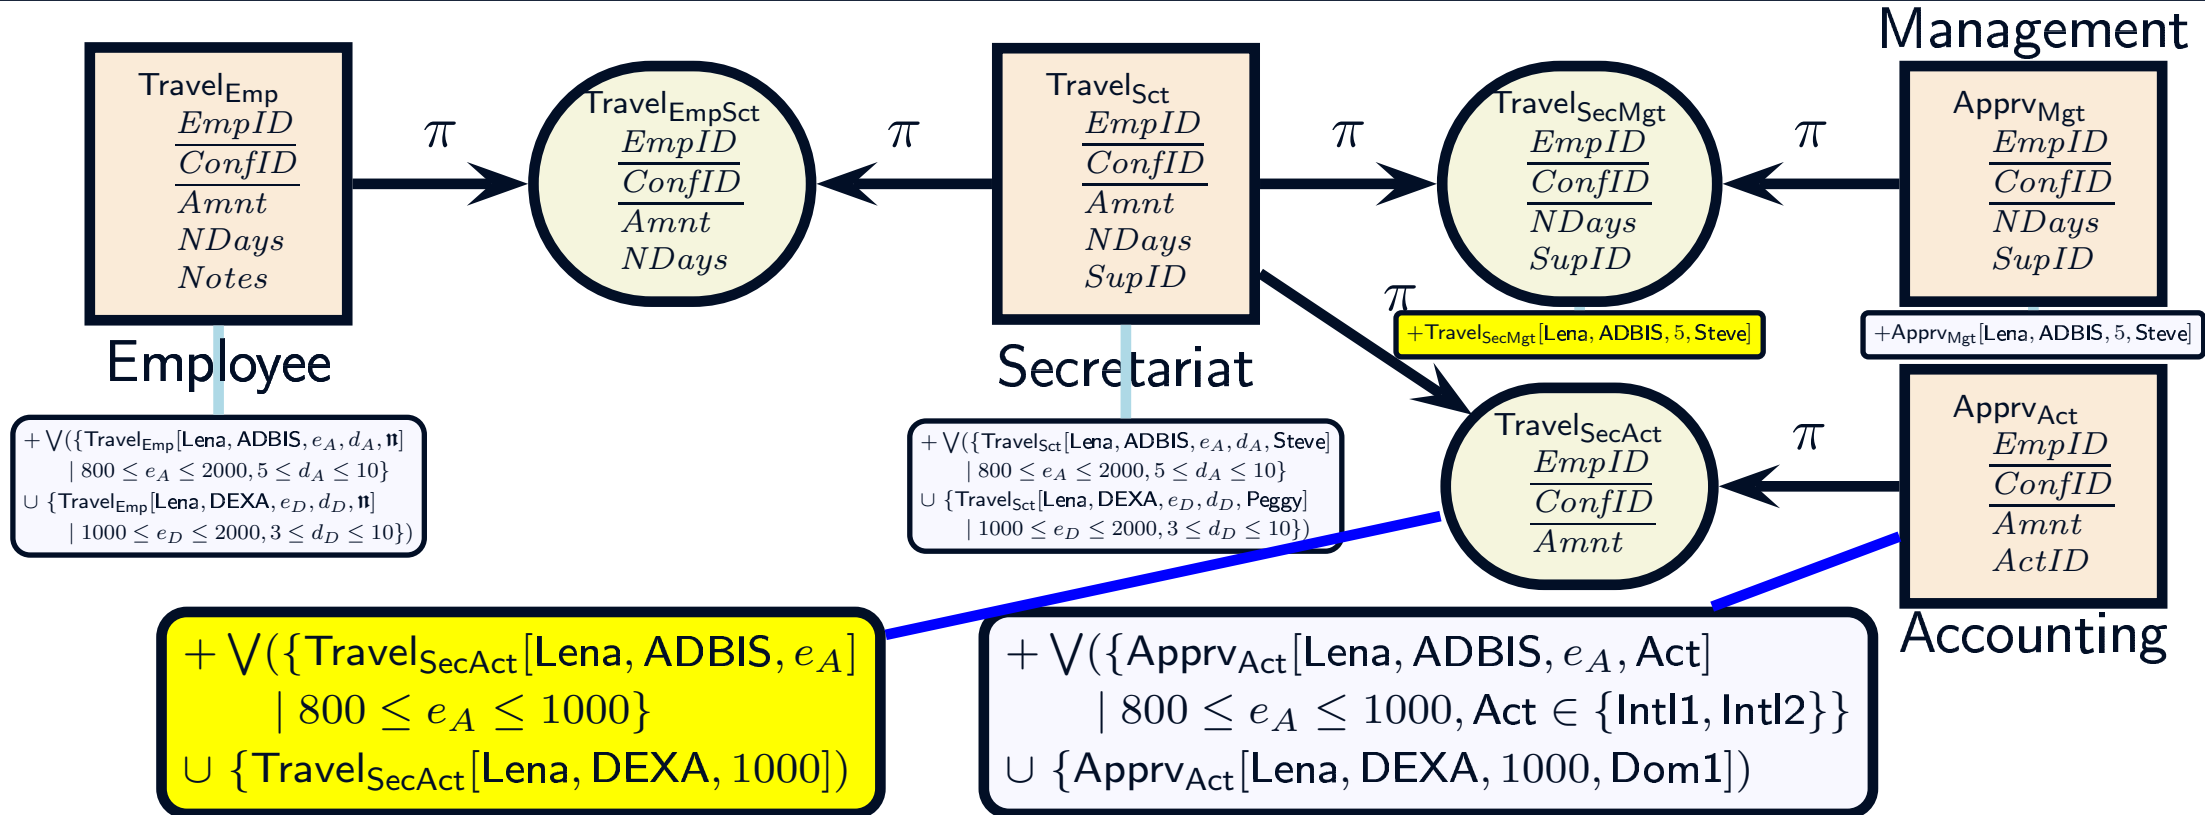 Management
Travel_Emp
EmpID
ConfID
Amnt
NDays
Notes
Employee
π
Travel_EmpSct
EmpID
ConfID
Amnt
NDays
π
Travel_Sct
EmpID
ConfID
Amnt
NDays
SupID
Secretariat
π
Travel_SecMgt
EmpID
ConfID
NDays
SupID
π
Apprv_Mgt
EmpID
ConfID
NDays
SupID
π
+Travel_SecMgt[Lena, ADBIS, 5, Steve]
+Apprv_Mgt[Lena, ADBIS, 5, Steve]
Travel_SecAct
EmpID
ConfID
Amnt
π
Apprv_Act
EmpID
ConfID
Amnt
ActID
Accounting
+ ⋁({Travel_Emp[Lena, ADBIS, e_A, d_A, 𝖓]
| 800 ≤ e_A ≤ 2000, 5 ≤ d_A ≤ 10}
∪ {Travel_Emp[Lena, DEXA, e_D, d_D, 𝖓]
| 1000 ≤ e_D ≤ 2000, 3 ≤ d_D ≤ 10})
+ ⋁({Travel_Sct[Lena, ADBIS, e_A, d_A, Steve]
| 800 ≤ e_A ≤ 2000, 5 ≤ d_A ≤ 10}
∪ {Travel_Sct[Lena, DEXA, e_D, d_D, Peggy]
| 1000 ≤ e_D ≤ 2000, 3 ≤ d_D ≤ 10})
+ ⋁({Travel_SecAct[Lena, ADBIS, e_A]
| 800 ≤ e_A ≤ 1000}
∪ {Travel_SecAct[Lena, DEXA, 1000])
+ ⋁({Apprv_Act[Lena, ADBIS, e_A, Act]
| 800 ≤ e_A ≤ 1000, Act ∈ {Intl1, Intl2}}
∪ {Apprv_Act[Lena, DEXA, 1000, Dom1])